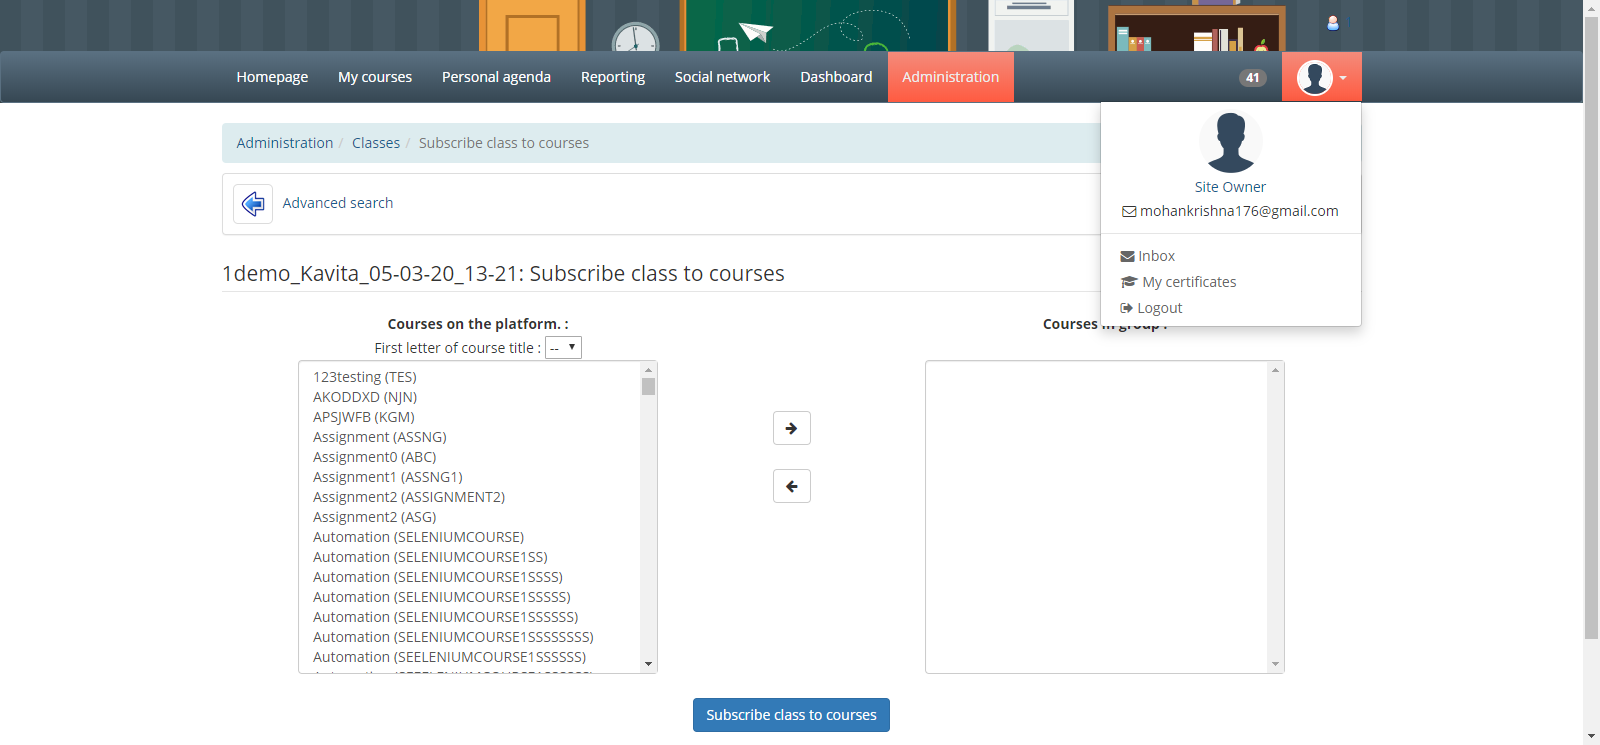 Homepage My courses Personal agenda Reporting Social network Dashboard Administration 41
Administration / Classes / Subscribe class to courses
Site Owner
mohankrishna176@gmail.com
Inbox
My certificates
Logout
Advanced search
1demo_Kavita_05-03-20_13-21: Subscribe class to courses
Courses on the platform. :
First letter of course title : --
123testing (TES)
AKODDXD (NJN)
APSJWFB (KGM)
Assignment (ASSNG)
Assignment0 (ABC)
Assignment1 (ASSNG1)
Assignment2 (ASSIGNMENT2)
Assignment2 (ASG)
Automation (SELENIUMCOURSE)
Automation (SELENIUMCOURSE1SS)
Automation (SELENIUMCOURSE1SSSS)
Automation (SELENIUMCOURSE1SSSSS)
Automation (SELENIUMCOURSE1SSSSSS)
Automation (SELENIUMCOURSE1SSSSSSSS)
Automation (SEELENIUMCOURSE1SSSSSS)
Courses in group :
Subscribe class to courses